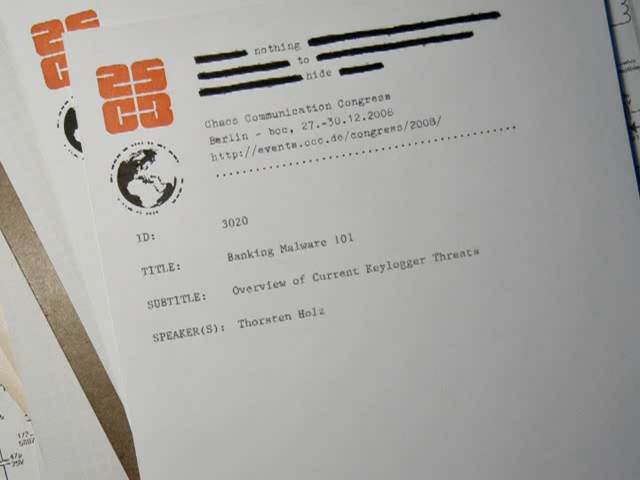 25
C3
nothing
to
hide
Chaos Communication Congress
Berlin - bcc, 27.-30.12.2008
http://events.ccc.de/congress/2008/
ID: 3020
TITLE: Banking Malware 101
SUBTITLE: Overview of Current Keylogger Threats
SPEAKER(S): Thorsten Holz